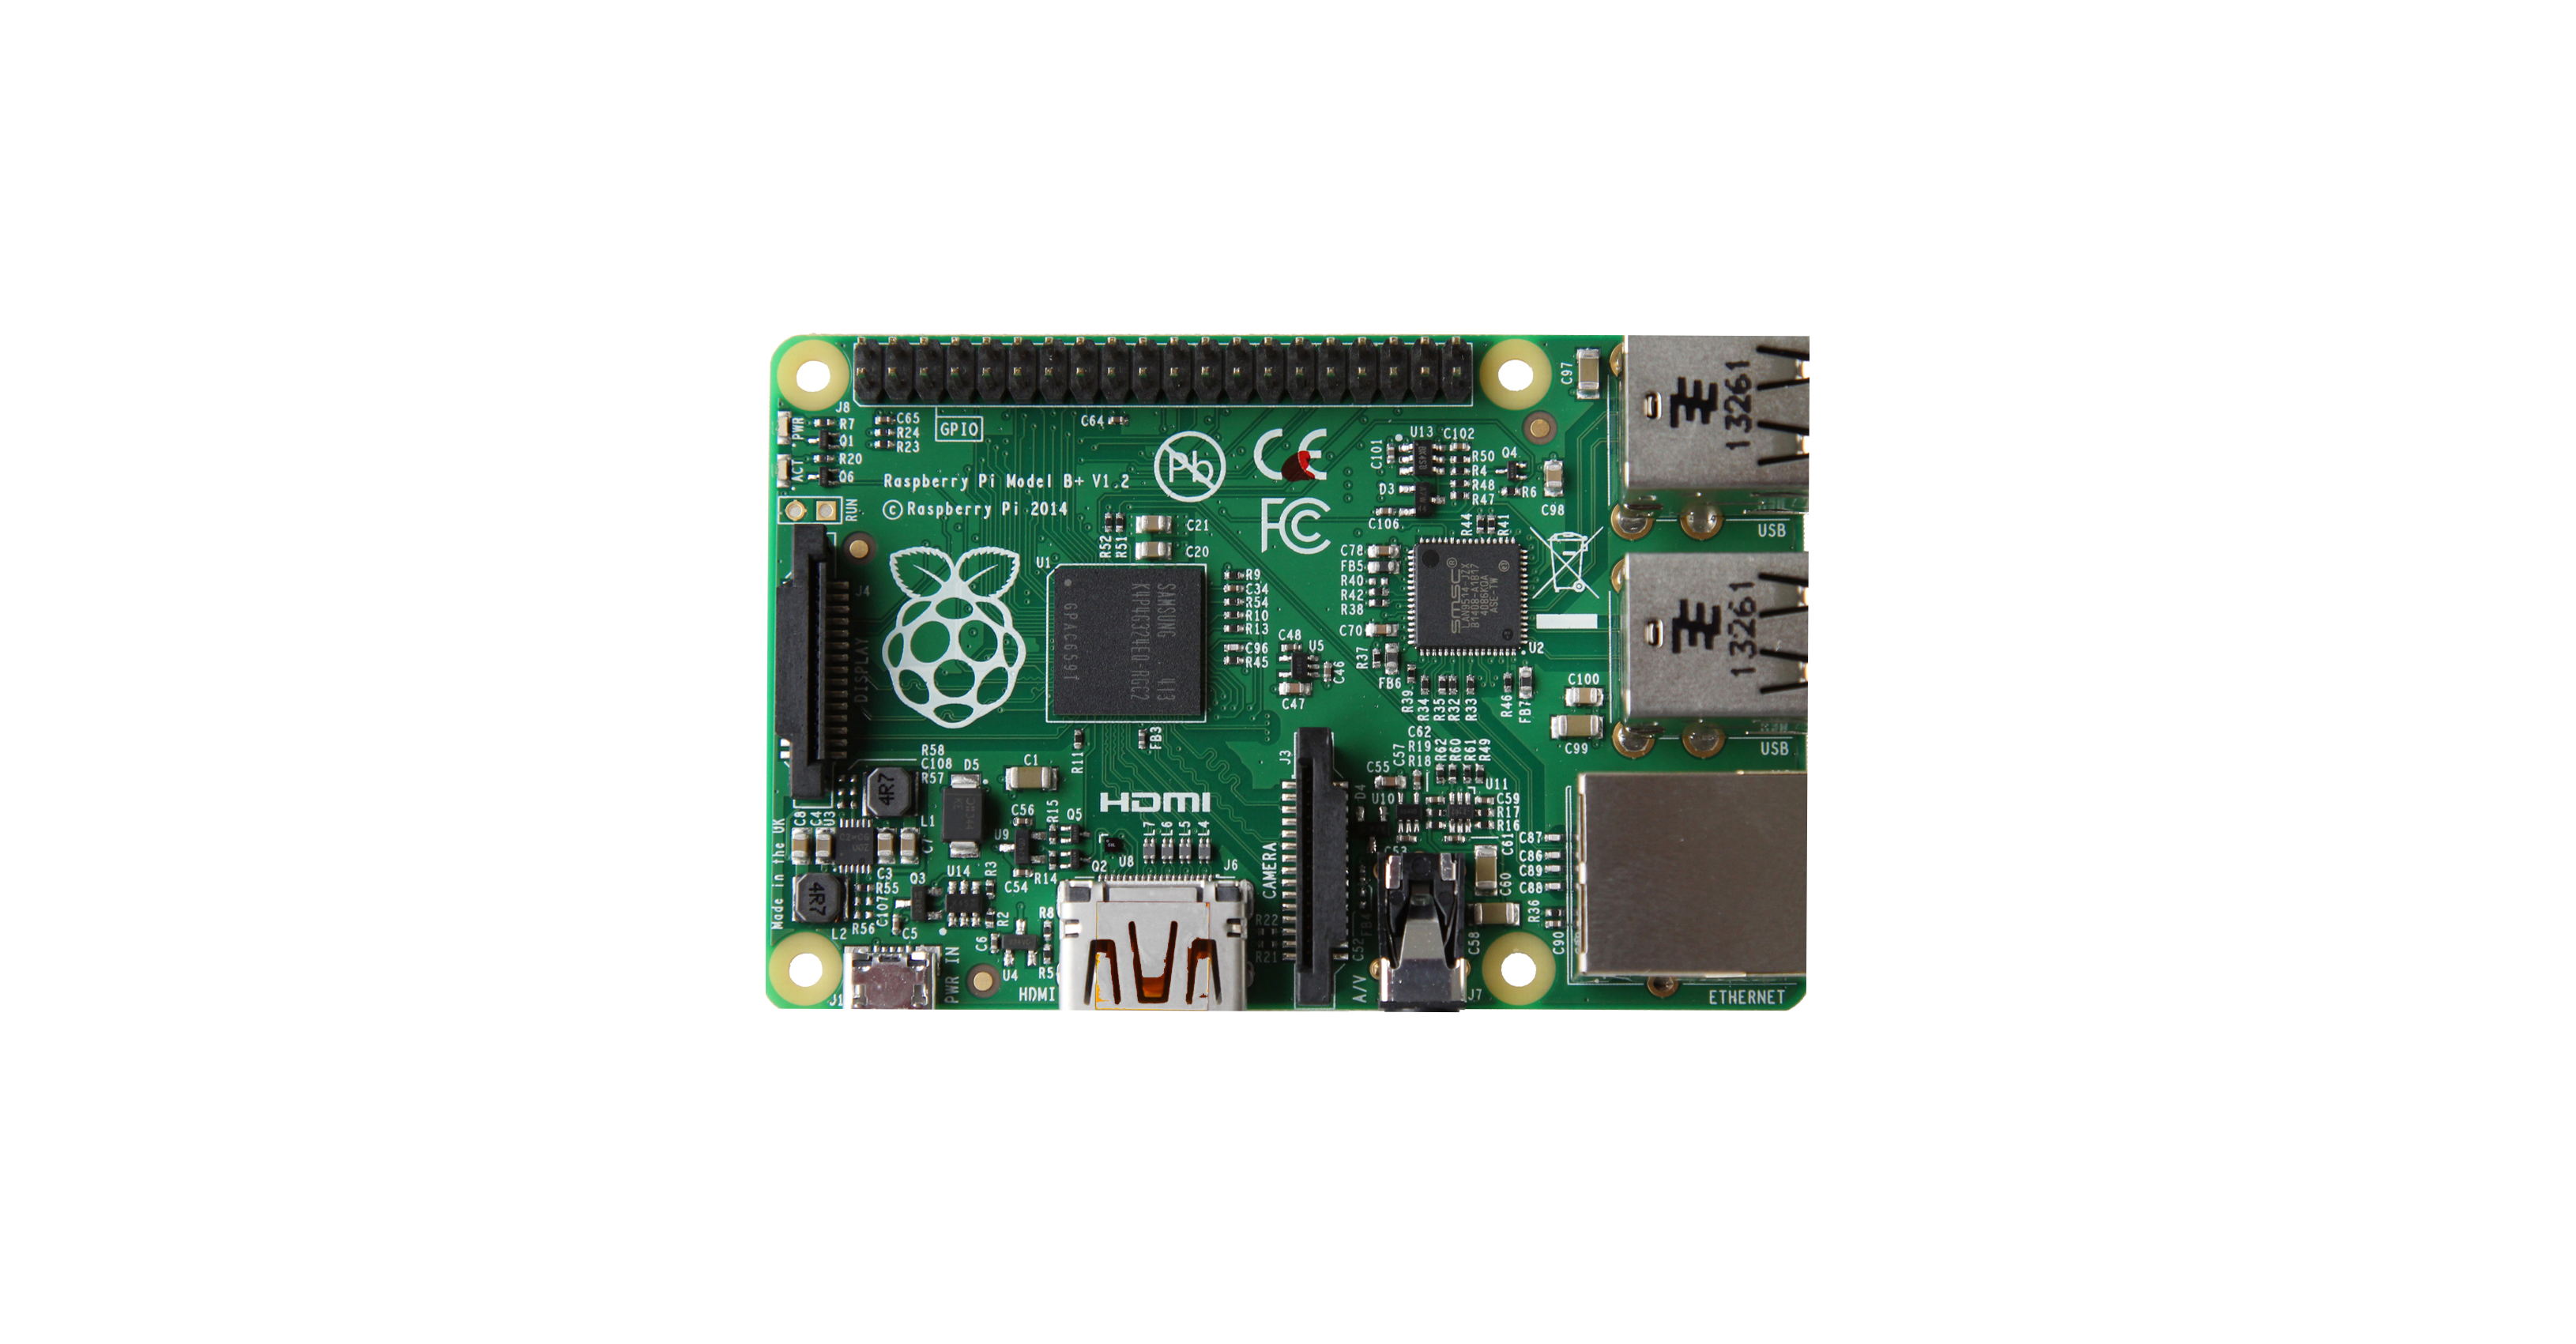 C97
13261
J8
PWR
R7
Q1
R20
ACT
Q6
C65
R24
R23
GPIO
C64
Pb
CE
C101
U13
C102
R50
R4
R48
R47
Q4
R6
C98
D3
C106
USB
Raspberry Pi Model B+ V1.2
© Raspberry Pi 2014
RUN
FC
C21
C20
R52
R51
R44
R41
U1
J4
DISPLAY
SAMSUNG 413
K4P4G324EQ-RGC2
R9
C34
R54
R10
R13
C96
R45
C78
FB5
R40
R42
R38
C70
R37
FB6
smsc®
LAN9514-JZX
B1408-A1B17
ASE-TW
U2
13261
C48
U5
C46
C47
R39
R34
R35
R32
R33
R46
FB7
C100
C99
USB
R11
FB3
R58
C108
R57
D5
C1
J3
C62
R19
R18
C57
R62
R60
R61
R49
C55
D4
U10
U11
C59
R17
R16
C61
HDMI
4R7
L1
C8
C4
U3
C7
C3
C56
U9
R15
Q5
Q2
U8
L7
L6
L5
L4
J6
CAMERA
C53
C87
C86
C89
C88
C60
R36
C90
C58
Made in the UK
4R7
L2
R55
C107
R56
C5
Q3
U14
R3
C54
R14
R2
R8
C6
U4
R5
R22
R21
C52
FB4
J1
PWR IN
HDMI
A/V
J7
ETHERNET